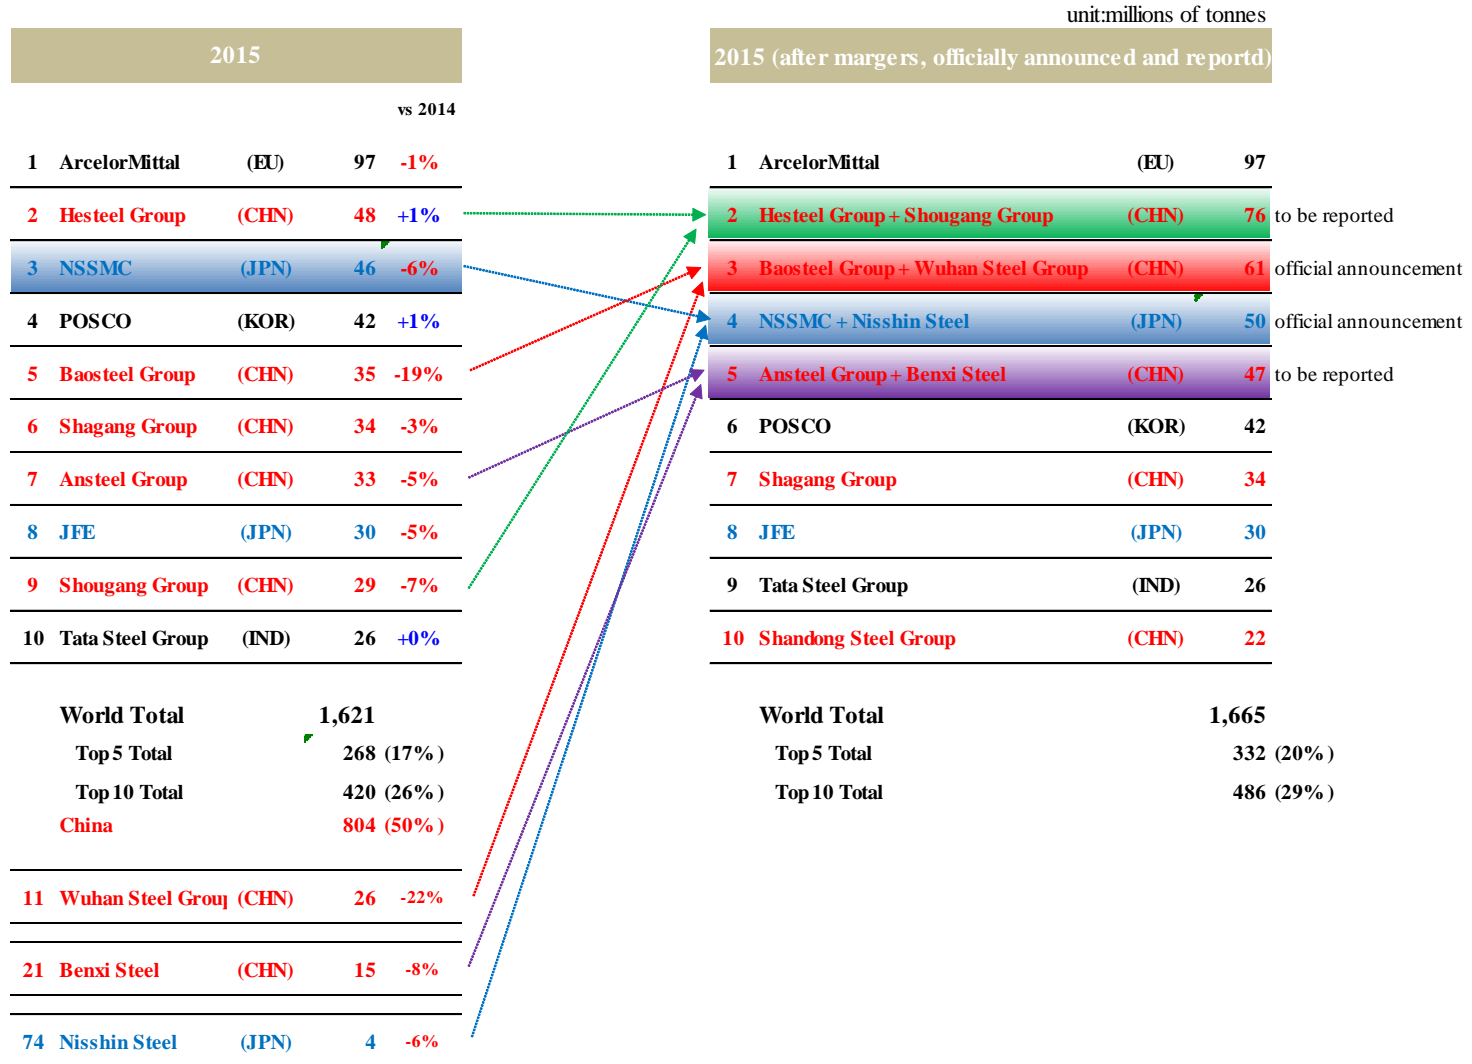 unit:millions of tonnes
2015
vs 2014
1 ArcelorMittal (EU) 97 -1%
2 Hesteel Group (CHN) 48 +1%
3 NSSMC (JPN) 46 -6%
4 POSCO (KOR) 42 +1%
5 Baosteel Group (CHN) 35 -19%
6 Shagang Group (CHN) 34 -3%
7 Ansteel Group (CHN) 33 -5%
8 JFE (JPN) 30 -5%
9 Shougang Group (CHN) 29 -7%
10 Tata Steel Group (IND) 26 +0%
World Total 1,621
Top 5 Total 268 (17%)
Top 10 Total 420 (26%)
China 804 (50%)
11 Wuhan Steel Group (CHN) 26 -22%
21 Benxi Steel (CHN) 15 -8%
74 Nisshin Steel (JPN) 4 -6%
2015 (after margers, officially announced and reportd)
1 ArcelorMittal (EU) 97
2 Hesteel Group + Shougang Group (CHN) 76 to be reported
3 Baosteel Group + Wuhan Steel Group (CHN) 61 official announcement
4 NSSMC + Nisshin Steel (JPN) 50 official announcement
5 Ansteel Group + Benxi Steel (CHN) 47 to be reported
6 POSCO (KOR) 42
7 Shagang Group (CHN) 34
8 JFE (JPN) 30
9 Tata Steel Group (IND) 26
10 Shandong Steel Group (CHN) 22
World Total 1,665
Top 5 Total 332 (20%)
Top 10 Total 486 (29%)